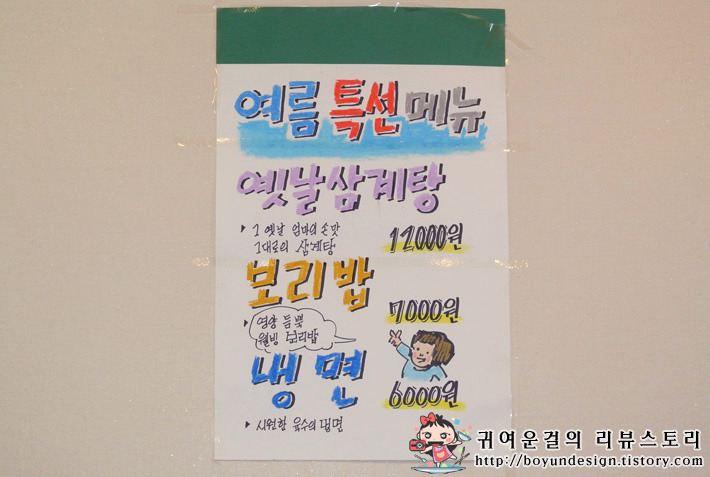 여름 특선 메뉴
옛날삼계탕
▶ 그 옛날 엄마의 손맛
그대로의 삼계탕
12000원
보리밥
7000원
▶ 영양 듬뿍
웰빙 보리밥
냉면
6000원
▶ 시원한 육수의 냉면
귀여운걸의 리뷰스토리
http://boyundesign.tistory.com